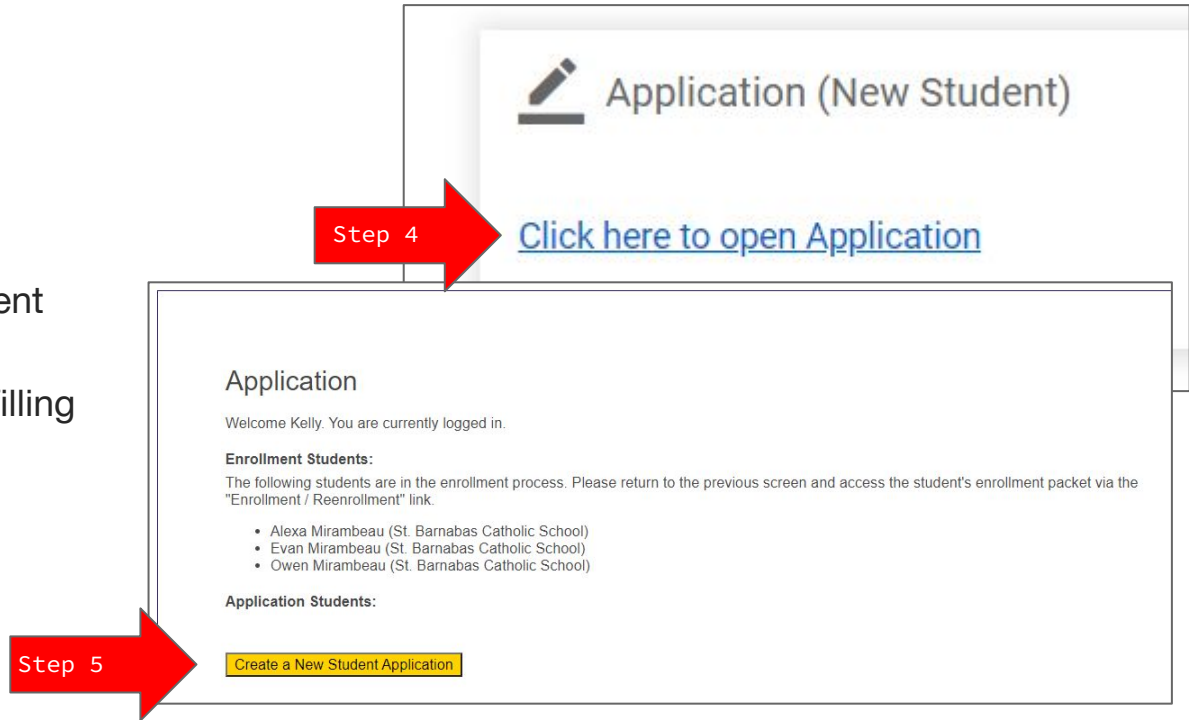 Application (New Student)
Step 4
Click here to open Application
Application
Welcome Kelly. You are currently logged in.
Enrollment Students:
The following students are in the enrollment process. Please return to the previous screen and access the student's enrollment packet via the
"Enrollment / Reenrollment" link.
• Alexa Mirambeau (St. Barnabas Catholic School)
• Evan Mirambeau (St. Barnabas Catholic School)
• Owen Mirambeau (St. Barnabas Catholic School)
Application Students:
Step 5
Create a New Student Application